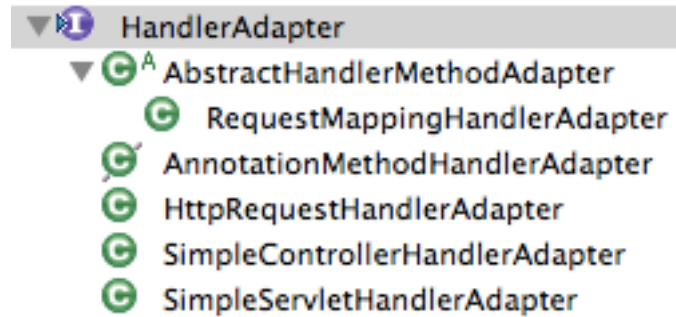 HandlerAdapter
AbstractHandlerMethodAdapter
RequestMappingHandlerAdapter
AnnotationMethodHandlerAdapter
HttpRequestHandlerAdapter
SimpleControllerHandlerAdapter
SimpleServletHandlerAdapter